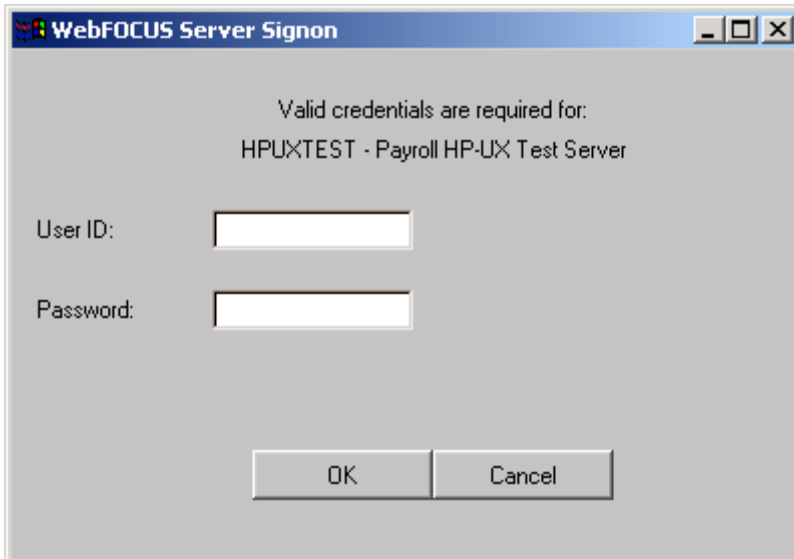 WebFOCUS Server Signon
Valid credentials are required for:
HPUXTEST - Payroll HP-UX Test Server
User ID:
Password:
OK
Cancel